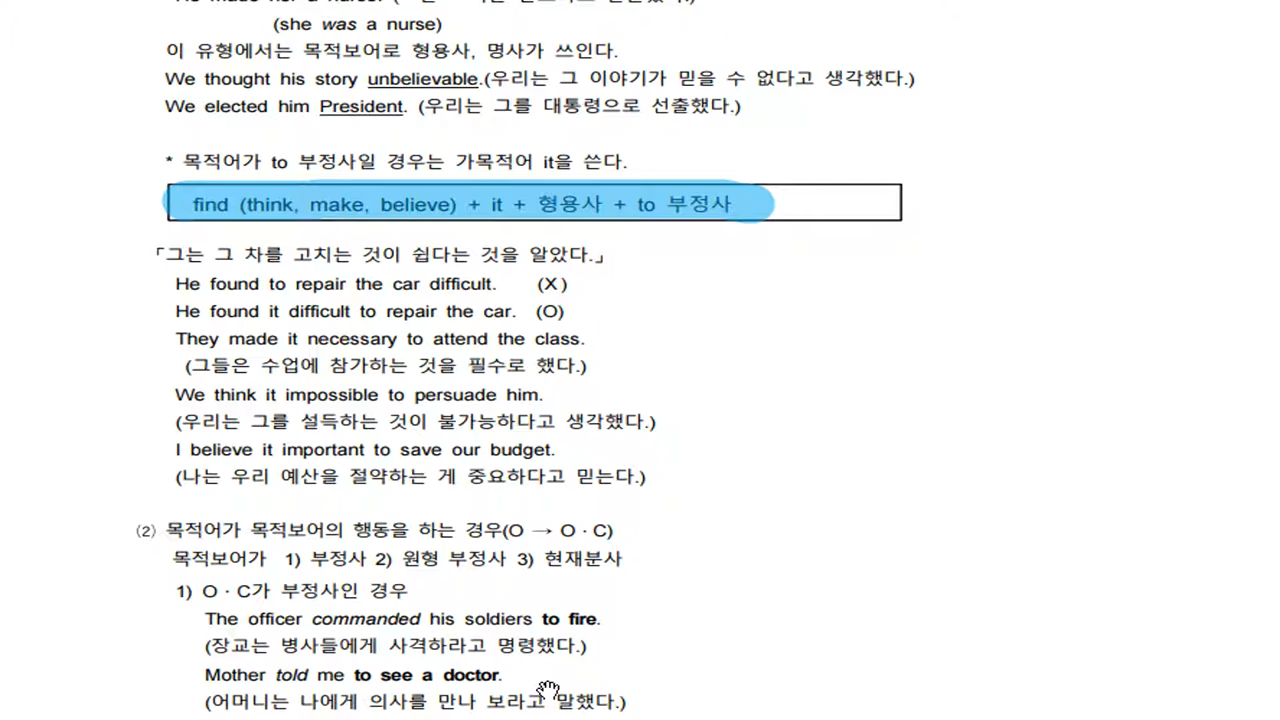 (she was a nurse)
이 유형에서는 목적보어로 형용사, 명사가 쓰인다.
We thought his story unbelievable.(우리는 그 이야기가 믿을 수 없다고 생각했다.)
We elected him President. (우리는 그를 대통령으로 선출했다.)
* 목적어가 to 부정사일 경우는 가목적어 it을 쓴다.
find (think, make, believe) + it + 형용사 + to 부정사
「그는 그 차를 고치는 것이 쉽다는 것을 알았다.」
He found to repair the car difficult. (X)
He found it difficult to repair the car. (O)
They made it necessary to attend the class.
(그들은 수업에 참가하는 것을 필수로 했다.)
We think it impossible to persuade him.
(우리는 그를 설득하는 것이 불가능하다고 생각했다.)
I believe it important to save our budget.
(나는 우리 예산을 절약하는 게 중요하다고 믿는다.)
(2) 목적어가 목적보어의 행동을 하는 경우(O → O · C)
목적보어가 1) 부정사 2) 원형 부정사 3) 현재분사
1) O · C가 부정사인 경우
The officer commanded his soldiers to fire.
(장교는 병사들에게 사격하라고 명령했다.)
Mother told me to see a doctor.
(어머니는 나에게 의사를 만나 보라고 말했다.)